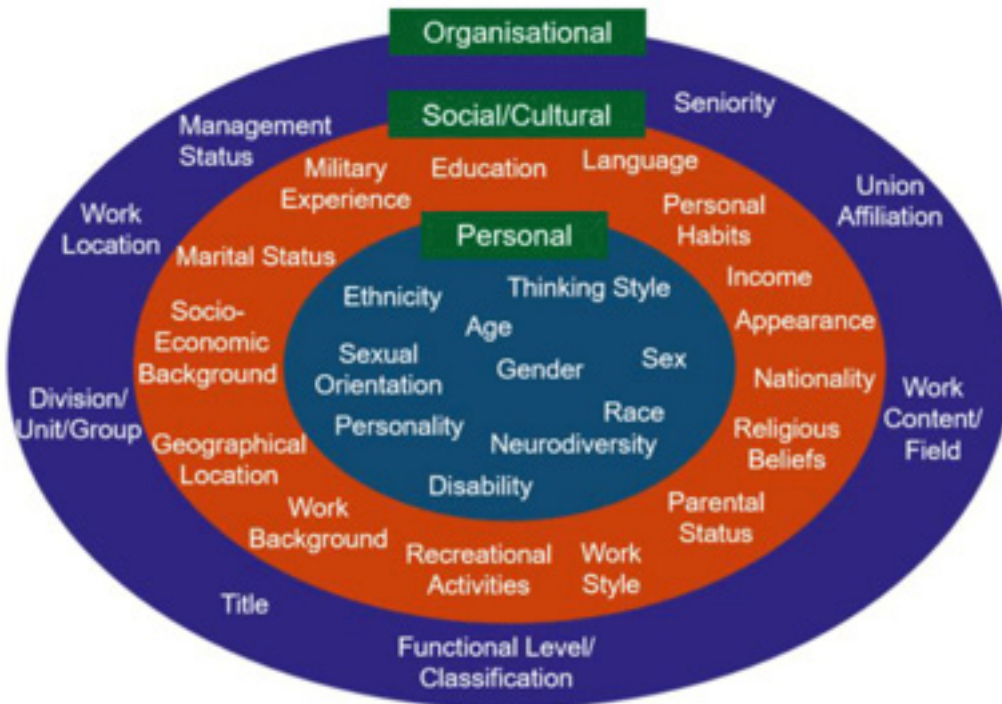 Organisational
Seniority
Management
Status
Work
Location
Union
Affiliation
Division/
Unit/Group
Work
Content/
Field
Title
Functional Level/
Classification
Social/Cultural
Military
Experience
Education
Language
Personal
Habits
Marital Status
Income
Socio-
Economic
Background
Appearance
Nationality
Geographical
Location
Religious
Beliefs
Work
Background
Parental
Status
Recreational
Activities
Work
Style
Personal
Ethnicity
Thinking Style
Age
Sexual
Orientation
Gender
Sex
Personality
Race
Neurodiversity
Disability